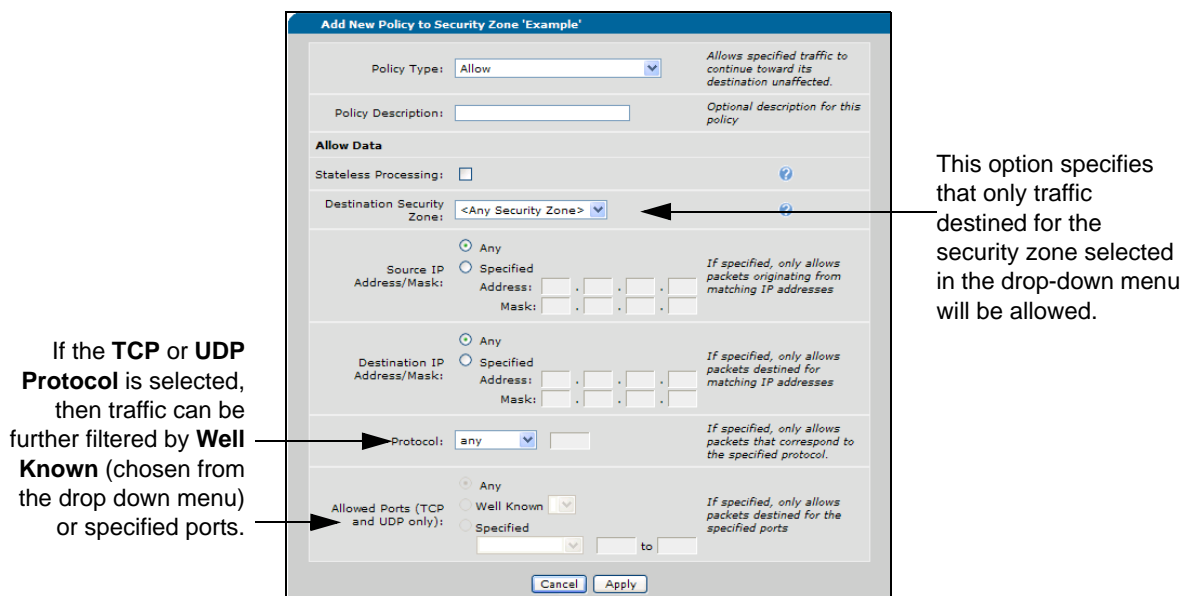 Add New Policy to Security Zone 'Example'
Policy Type:
Allow
Allows specified traffic to
continue toward its
destination unaffected.
Policy Description:
Optional description for this
policy
Allow Data
Stateless Processing:
?
Destination Security
Zone:
<Any Security Zone>
?
This option specifies
that only traffic
destined for the
security zone selected
in the drop-down menu
will be allowed.
Source IP
Address/Mask:
Any
Specified
Address: . . .
Mask: . . .
If specified, only allows
packets originating from
matching IP addresses
Destination IP
Address/Mask:
Any
Specified
Address: . . .
Mask: . . .
If specified, only allows
packets destined for
matching IP addresses
If the TCP or UDP
Protocol is selected,
then traffic can be
further filtered by Well
Known (chosen from
the drop down menu)
or specified ports.
Protocol:
any
If specified, only allows
packets that correspond to
the specified protocol.
Allowed Ports (TCP
and UDP only):
Any
Well Known
Specified
to
If specified, only allows
packets destined for the
specified ports
Cancel Apply